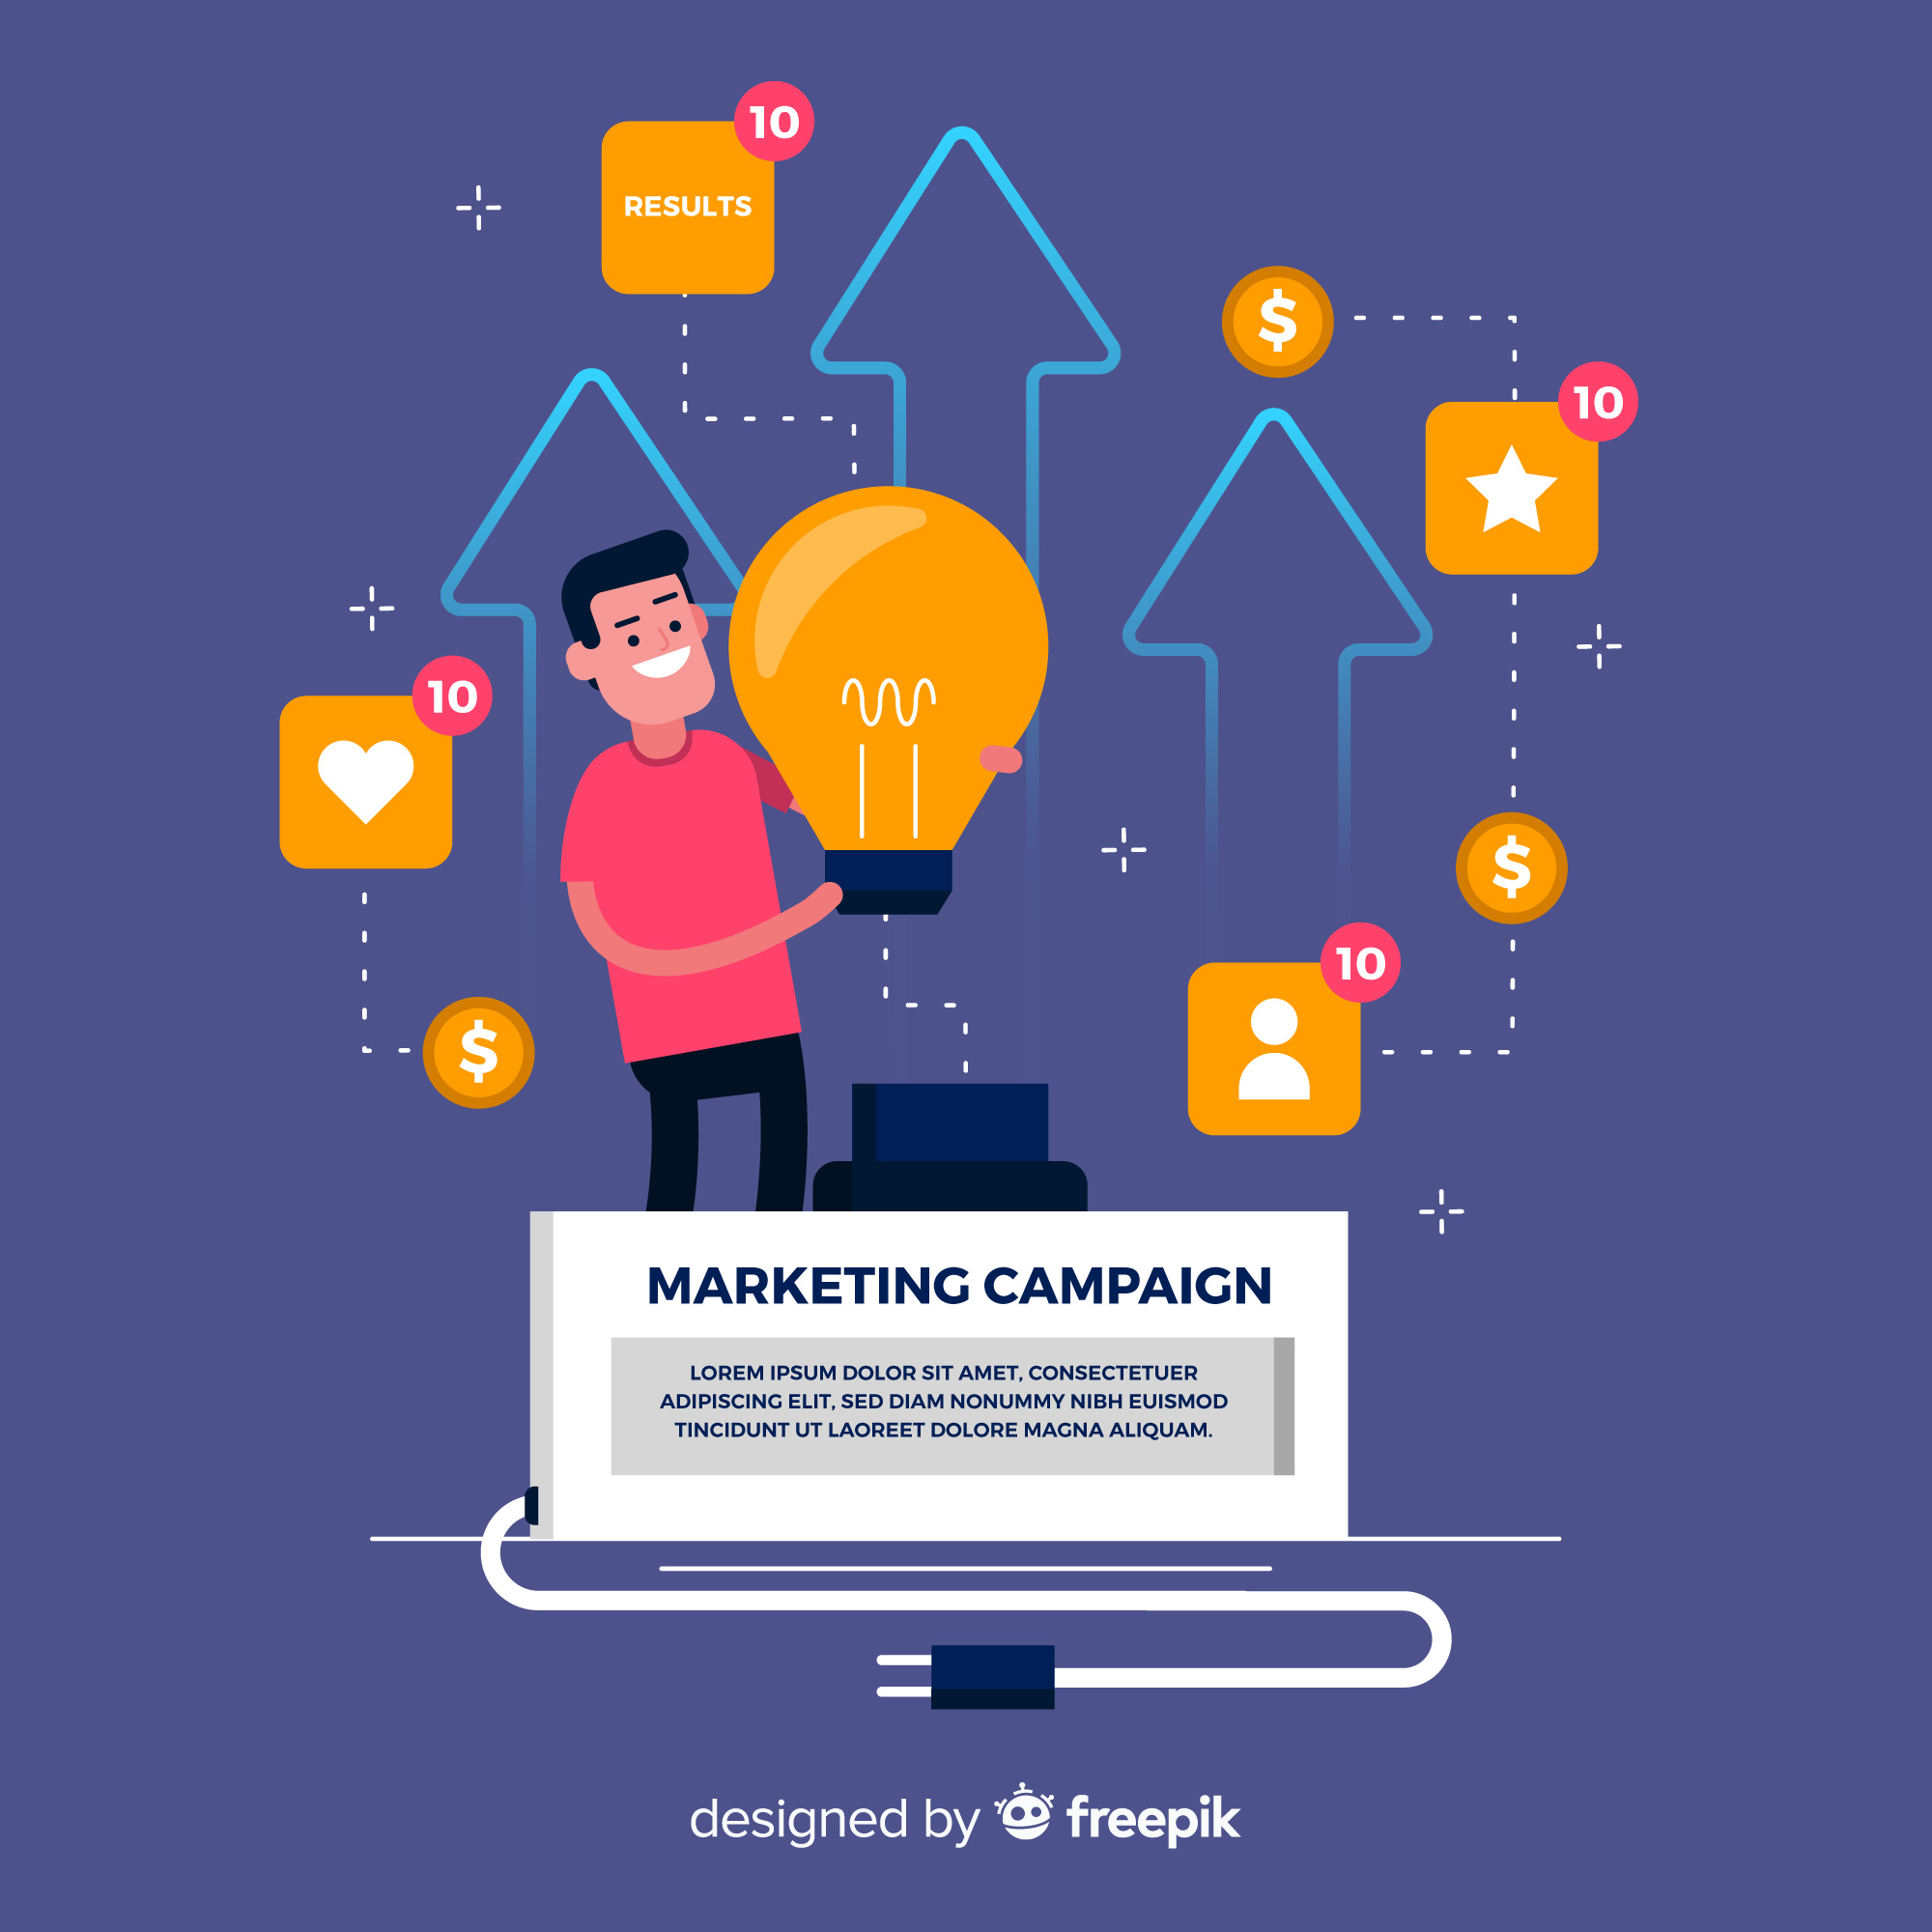 10
RESULTS
$
10
10
$
10
$
MARKETING CAMPAIGN
LOREM IPSUM DOLOR SIT AMET, CONSECTETUER
ADIPISCING ELIT, SED DIAM NONUMMY NIBH EUISMOD
TINCIDUNT UT LAOREET DOLORE MAGNA ALIQUAM.
designed by freepik